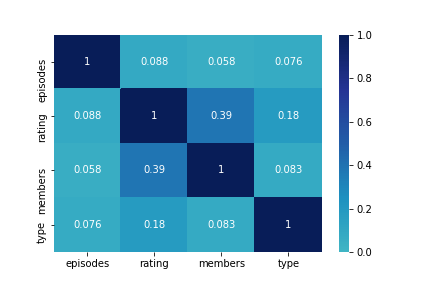 1.0
episodes 1 0.088 0.058 0.076
0.8
rating 0.088 1 0.39 0.18
0.6
members 0.058 0.39 1 0.083
0.4
0.2
type 0.076 0.18 0.083 1
0.0
episodes rating members type